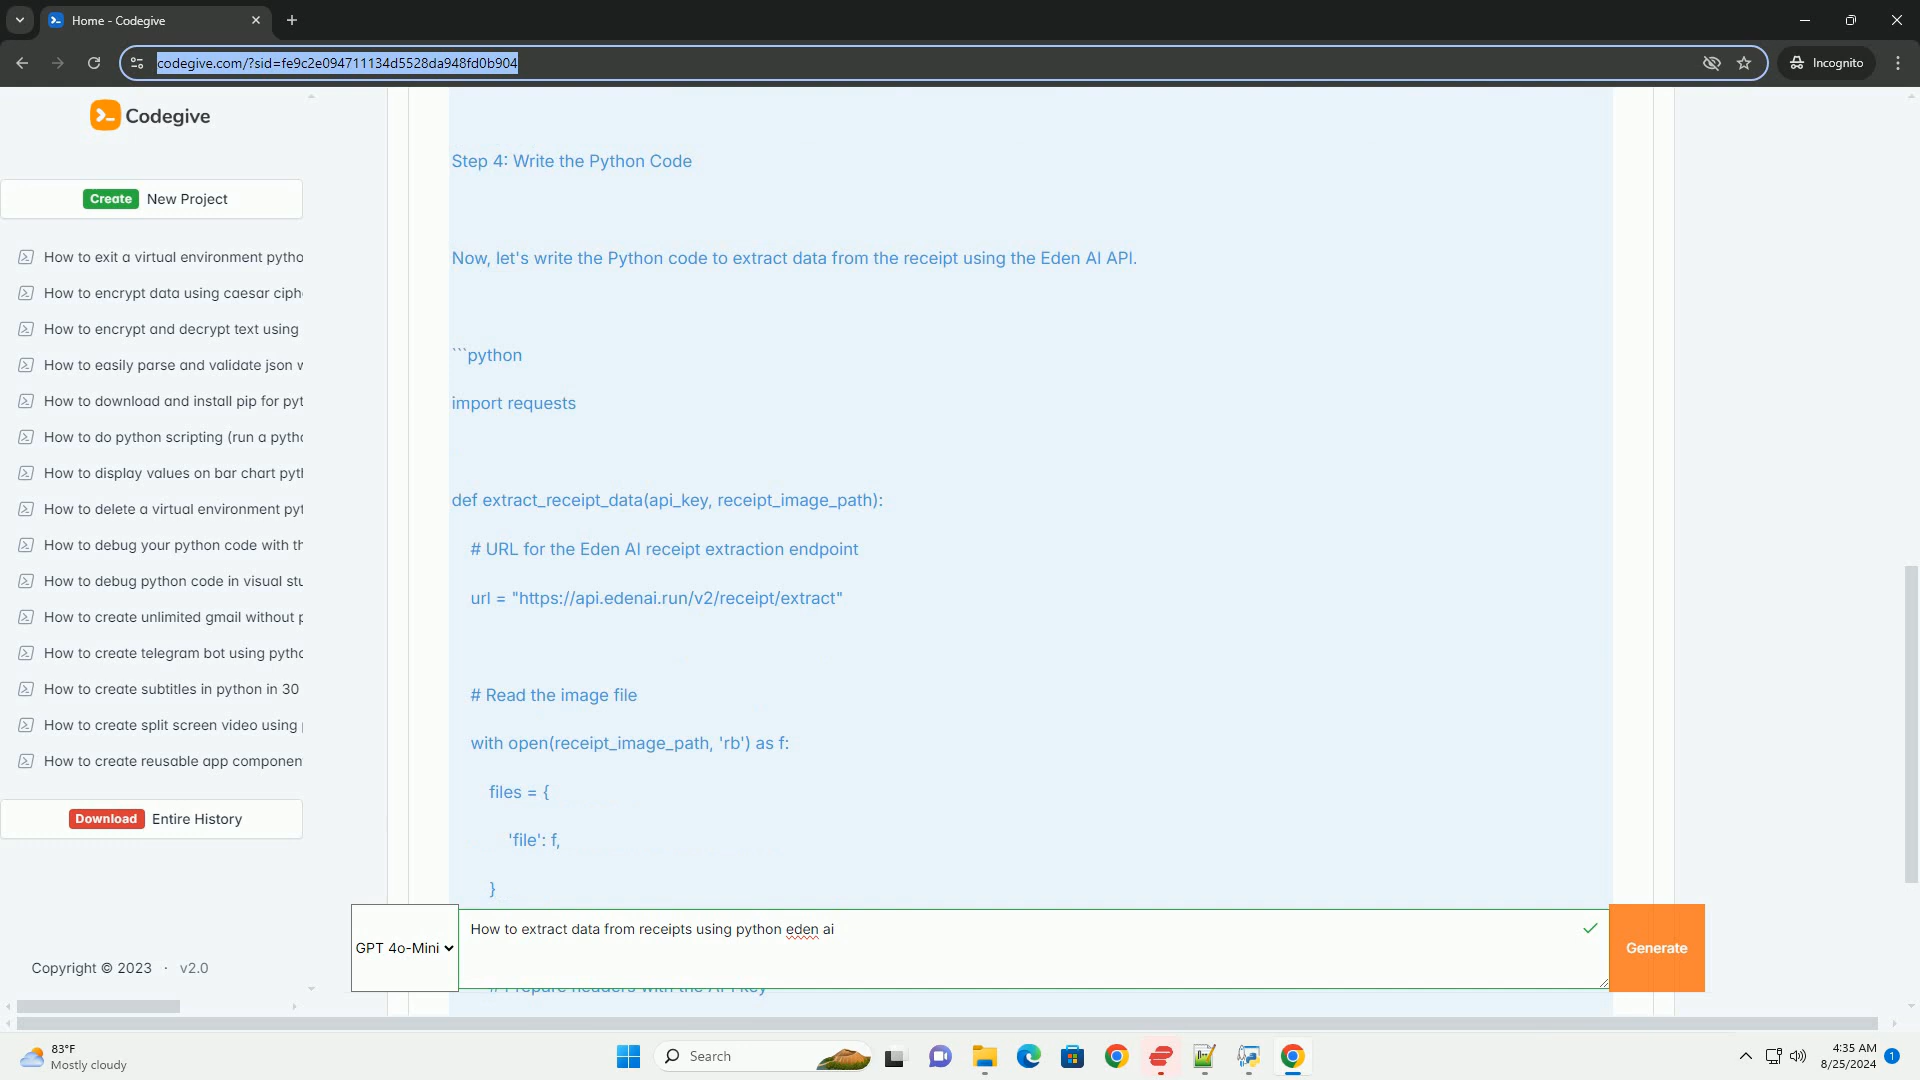 Home - Codegive
codegive.com/?sid=fe9c2e094711134d5528da948fd0b904
Incognito
Codegive
Create New Project
How to exit a virtual environment pytho
How to encrypt data using caesar ciph
How to encrypt and decrypt text using
How to easily parse and validate json v
How to download and install pip for pyt
How to do python scripting (run a pytho
How to display values on bar chart pyt
How to delete a virtual environment pyt
How to debug your python code with th
How to debug python code in visual stu
How to create unlimited gmail without p
How to create telegram bot using pytho
How to create subtitles in python in 30
How to create split screen video using
How to create reusable app componen
Download Entire History
Copyright © 2023 · v2.0
Step 4: Write the Python Code
Now, let's write the Python code to extract data from the receipt using the Eden AI API.
```python
import requests
def extract_receipt_data(api_key, receipt_image_path):
# URL for the Eden AI receipt extraction endpoint
url = "https://api.edenai.run/v2/receipt/extract"
# Read the image file
with open(receipt_image_path, 'rb') as f:
files = {
'file': f,
}
# Prepare headers with the API key
GPT 4o-Mini
How to extract data from receipts using python eden ai
Generate
83°F
Mostly cloudy
Search
4:35 AM
8/25/2024
1